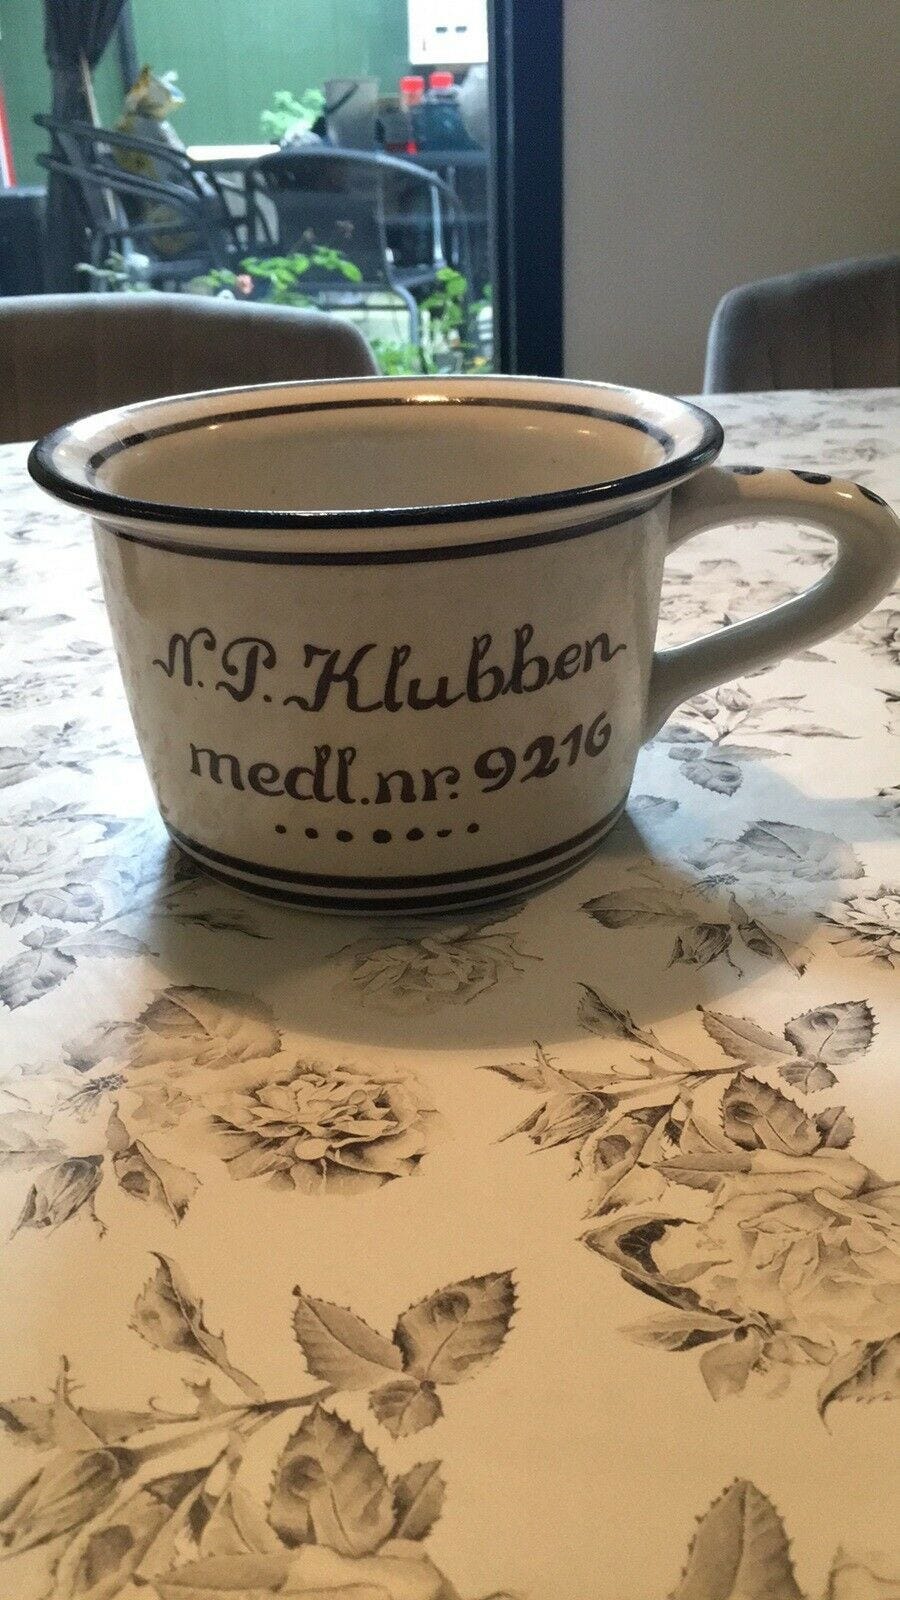 N.P. Klubben
medl.nr. 9216